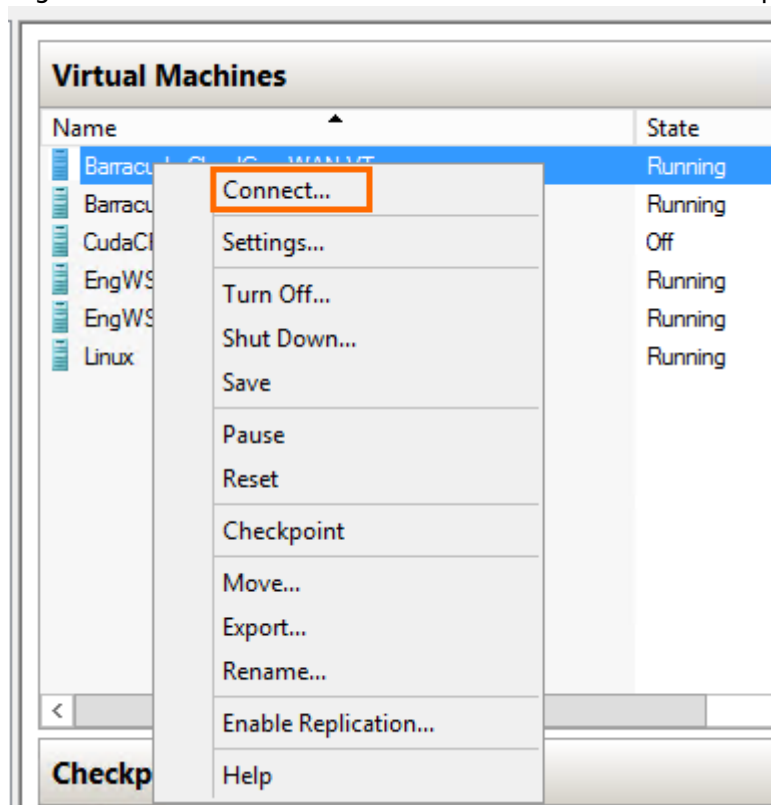 Virtual Machines
Name State
Running
Running
Off
Running
Running
Linux Running
Connect...
Settings...
Turn Off...
Shut Down...
Save
Pause
Reset
Checkpoint
Move...
Export...
Rename...
Enable Replication...
Help